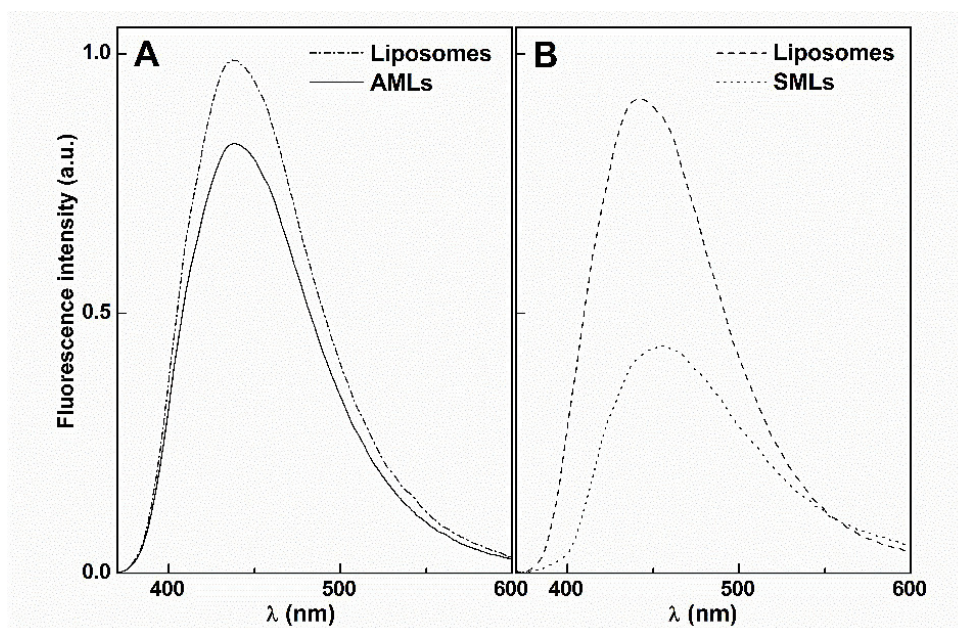 A
Liposomes
AMLs
B
Liposomes
SMLs
Fluorescence intensity (a.u.)
1.0
0.5
0.0
400
500
600
400
500
600
λ (nm)
λ (nm)